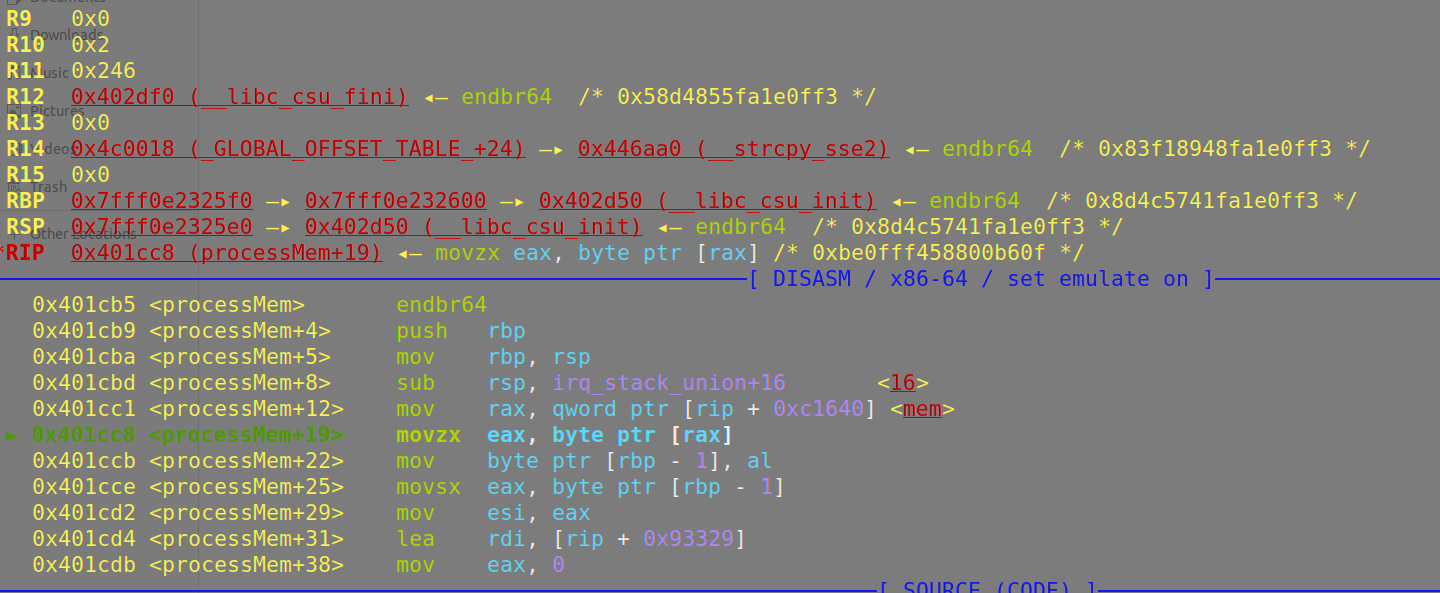 Documents
R9 0x0
Downloads
R10 0x2
Music
R11 0x246
R12 0x402df0 (__libc_csu_fini) ◂— endbr64 /* 0x58d4855fa1e0ff3 */
Pictures
R13 0x0
Videos
R14 0x4c0018 (_GLOBAL_OFFSET_TABLE_+24) —▸ 0x446aa0 (__strcpy_sse2) ◂— endbr64 /* 0x83f18948fa1e0ff3 */
R15 0x0
Trash
RBP 0x7fff0e2325f0 —▸ 0x7fff0e232600 —▸ 0x402d50 (__libc_csu_init) ◂— endbr64 /* 0x8d4c5741fa1e0ff3 */
RSP 0x7fff0e2325e0 —▸ 0x402d50 (__libc_csu_init) ◂— endbr64 /* 0x8d4c5741fa1e0ff3 */
Other Locations
RIP 0x401cc8 (processMem+19) ◂— movzx eax, byte ptr [rax] /* 0xbe0fff458800b60f */
[ DISASM / x86-64 / set emulate on ]
0x401cb5 <processMem> endbr64
0x401cb9 <processMem+4> push rbp
0x401cba <processMem+5> mov rbp, rsp
0x401cbd <processMem+8> sub rsp, irq_stack_union+16 <16>
0x401cc1 <processMem+12> mov rax, qword ptr [rip + 0xc1640] <mem>
► 0x401cc8 <processMem+19> movzx eax, byte ptr [rax]
0x401ccb <processMem+22> mov byte ptr [rbp - 1], al
0x401cce <processMem+25> movsx eax, byte ptr [rbp - 1]
0x401cd2 <processMem+29> mov esi, eax
0x401cd4 <processMem+31> lea rdi, [rip + 0x93329]
0x401cdb <processMem+38> mov eax, 0
[ SOURCE (CODE) ]